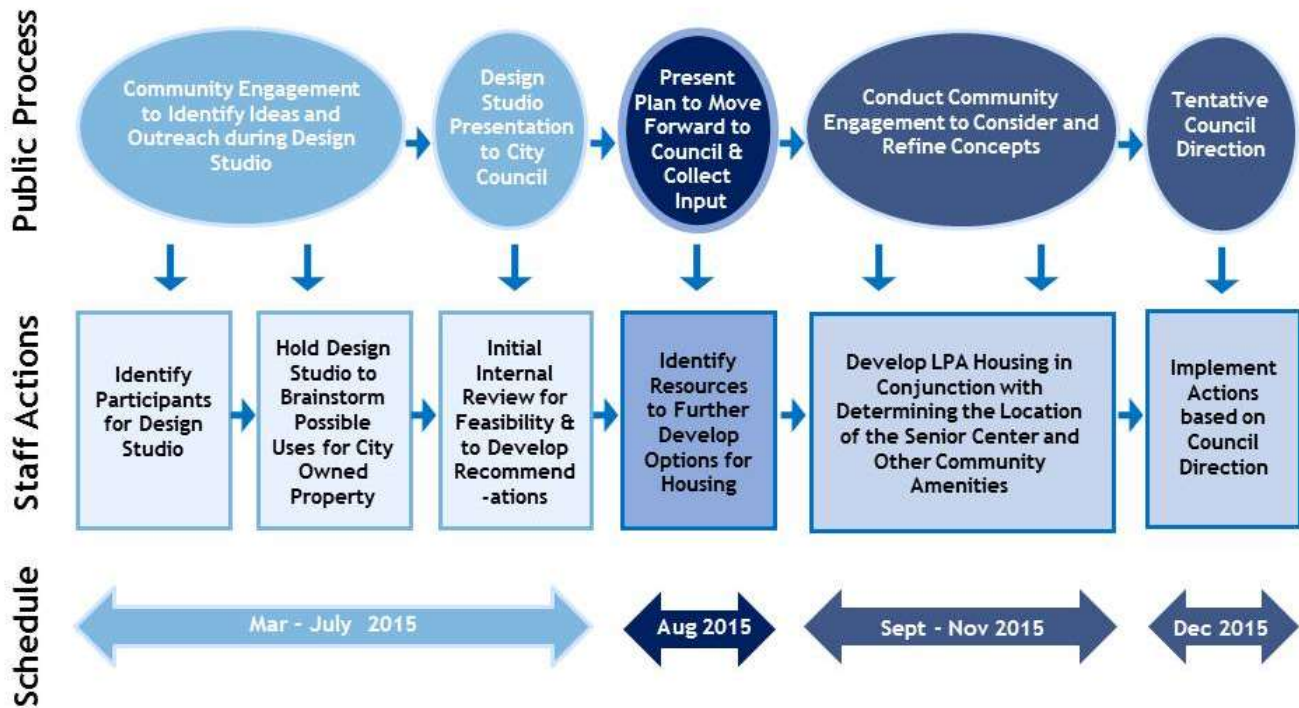 Public Process
Community Engagement
to Identify Ideas and
Outreach during Design
Studio
Design
Studio
Presentation
to City
Council
Present
Plan to Move
Forward to
Council &
Collect
Input
Conduct Community
Engagement to Consider and
Refine Concepts
Tentative
Council
Direction
Staff Actions
Identify
Participants
for Design
Studio
Hold Design
Studio to
Brainstorm
Possible
Uses for City
Owned
Property
Initial
Internal
Review for
Feasibility &
to Develop
Recommend
-ations
Identify
Resources
to Further
Develop
Options for
Housing
Develop LPA Housing in
Conjunction with
Determining the Location
of the Senior Center and
Other Community
Amenities
Implement
Actions
based on
Council
Direction
Schedule
Mar - July 2015
Aug 2015
Sept - Nov 2015
Dec 2015